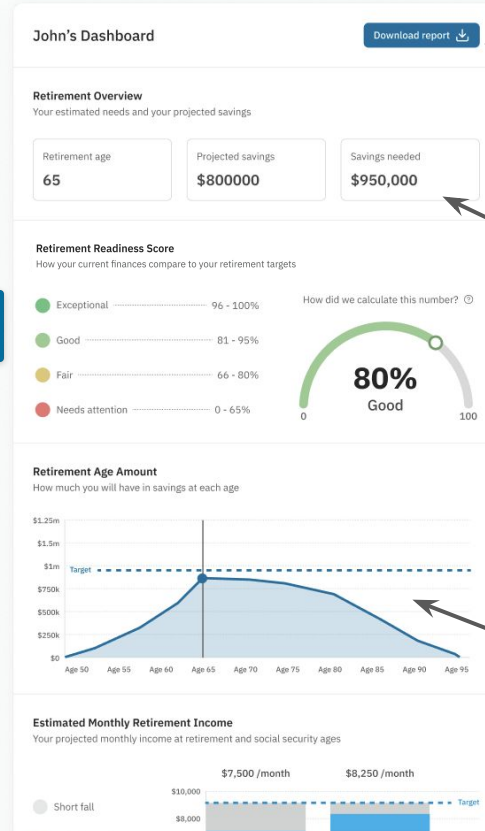 John's Dashboard
Download report
Retirement Overview
Your estimated needs and your projected savings
Retirement age
65
Projected savings
$800000
Savings needed
$950,000
Retirement Readiness Score
How your current finances compare to your retirement targets
Exceptional 96 - 100%
Good 81 - 95%
Fair 66 - 80%
Needs attention 0 - 65%
How did we calculate this number? ?
80%
Good
0
100
Retirement Age Amount
How much you will have in savings at each age
$1.25m
$1.5m
$1m
Target
$750k
$500k
$250k
$0
Age 50 Age 55 Age 60 Age 65 Age 70 Age 75 Age 80 Age 85 Age 90 Age 95
Estimated Monthly Retirement Income
Your projected monthly income at retirement and social security ages
$7,500 /month $8,250 /month
$10,000
Target
Short fall
$8,000